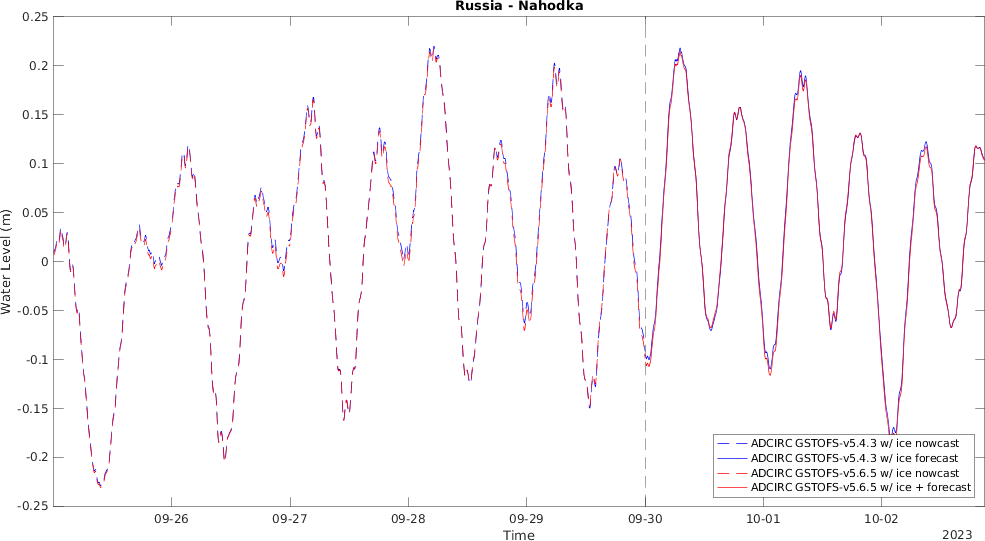 Russia - Nahodka
0.25
0.2
0.15
0.1
0.05
0
-0.05
-0.1
-0.15
-0.2
-0.25
Water Level (m)
ADCIRC GSTOFS-v5.4.3 w/ ice nowcast
ADCIRC GSTOFS-v5.4.3 w/ ice forecast
ADCIRC GSTOFS-v5.6.5 w/ ice nowcast
ADCIRC GSTOFS-v5.6.5 w/ ice + forecast
09-26 09-27 09-28 09-29 09-30 10-01 10-02
Time
2023